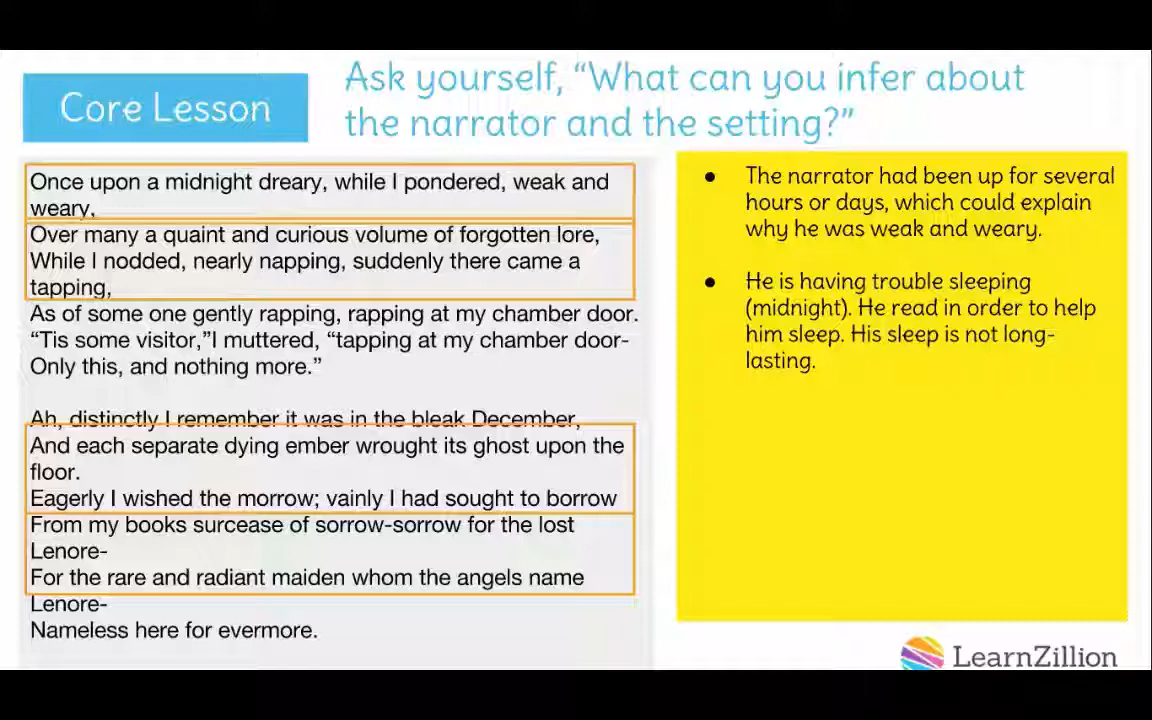 Core Lesson
Ask yourself, “What can you infer about
the narrator and the setting?”
Once upon a midnight dreary, while I pondered, weak and
weary,
Over many a quaint and curious volume of forgotten lore,
While I nodded, nearly napping, suddenly there came a
tapping,
As of some one gently rapping, rapping at my chamber door.
“Tis some visitor,”I muttered, “tapping at my chamber door-
Only this, and nothing more.”
Ah, distinctly I remember it was in the bleak December,
And each separate dying ember wrought its ghost upon the
floor.
Eagerly I wished the morrow; vainly I had sought to borrow
From my books surcease of sorrow-sorrow for the lost
Lenore-
For the rare and radiant maiden whom the angels name
Lenore-
Nameless here for evermore.
● The narrator had been up for several
hours or days, which could explain
why he was weak and weary.
● He is having trouble sleeping
(midnight). He read in order to help
him sleep. His sleep is not long-
lasting.
LearnZillion